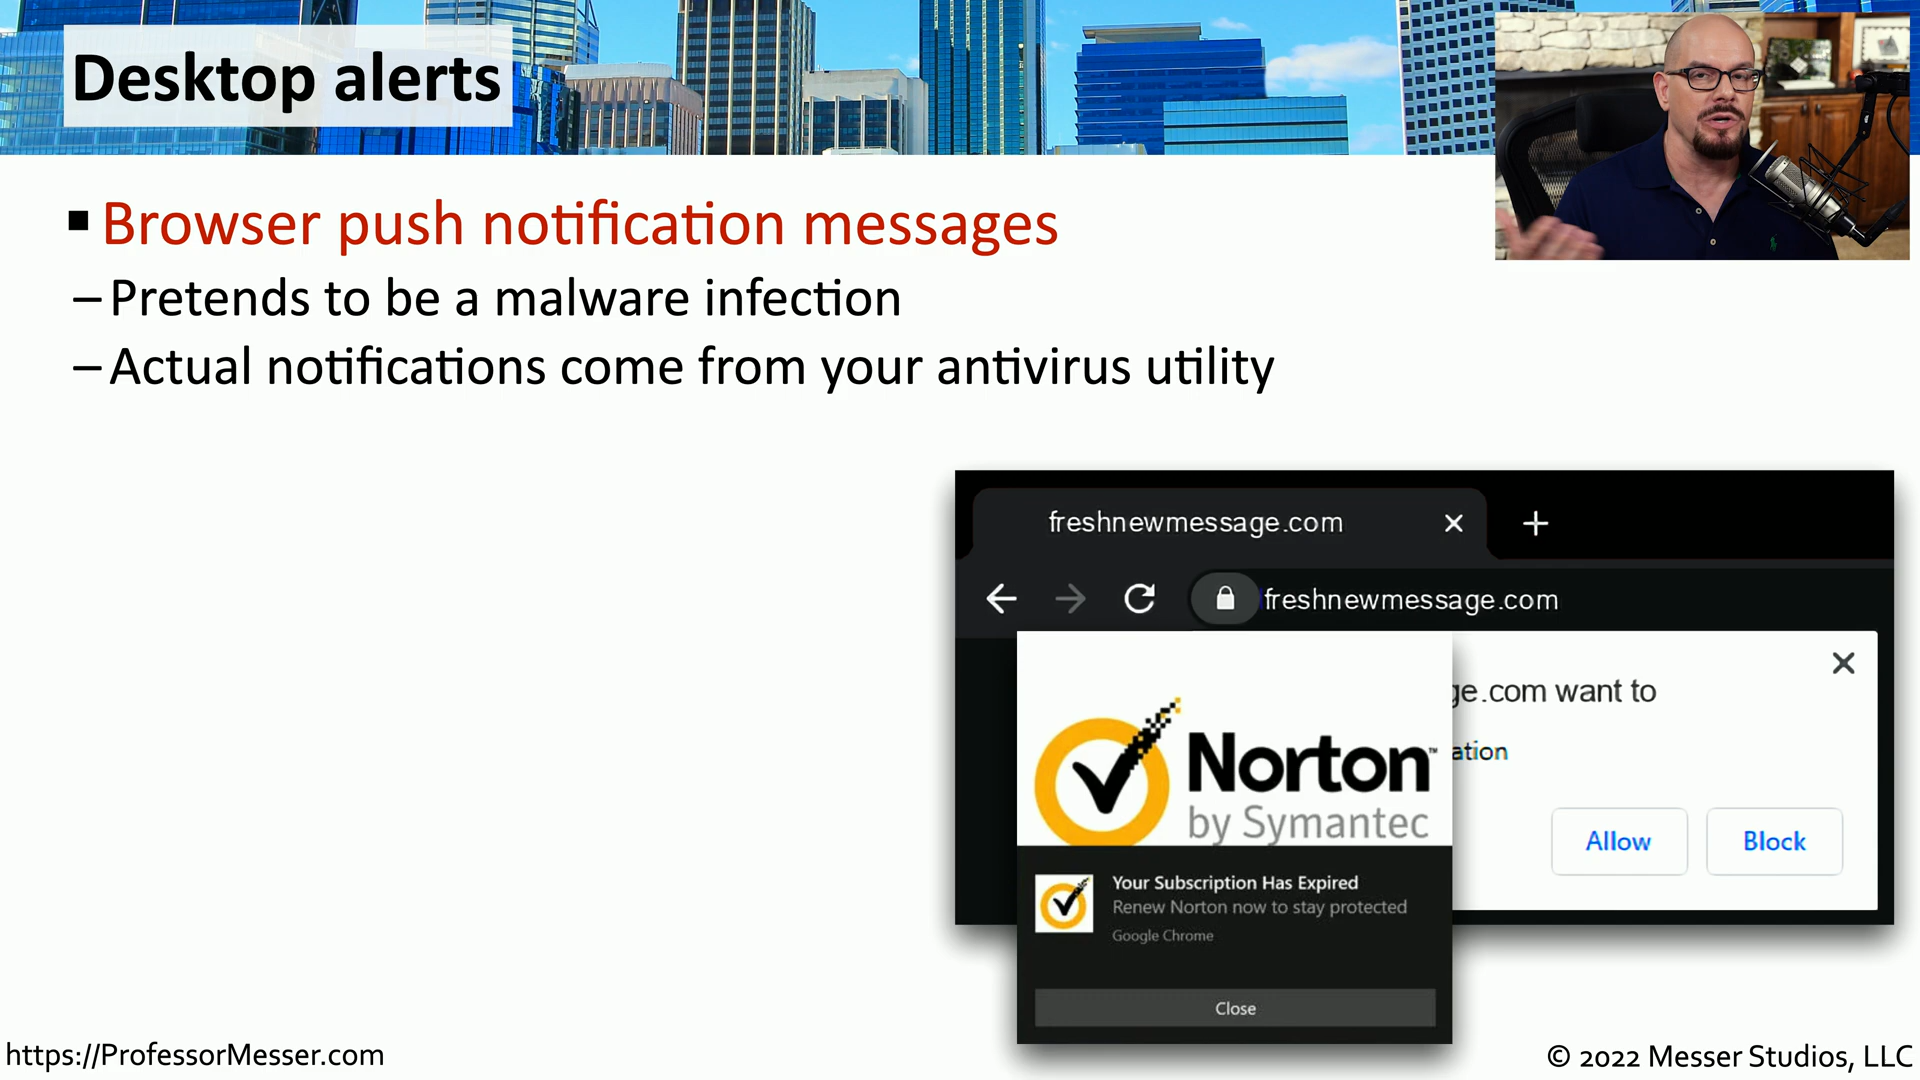 Desktop alerts
▪ Browser push notification messages
– Pretends to be a malware infection
– Actual notifications come from your antivirus utility
freshnewmessage.com
freshnewmessage.com
ge.com want to
ation
Allow
Block
Norton™
by Symantec
Your Subscription Has Expired
Renew Norton now to stay protected
Google Chrome
Close
https://ProfessorMesser.com
© 2022 Messer Studios, LLC